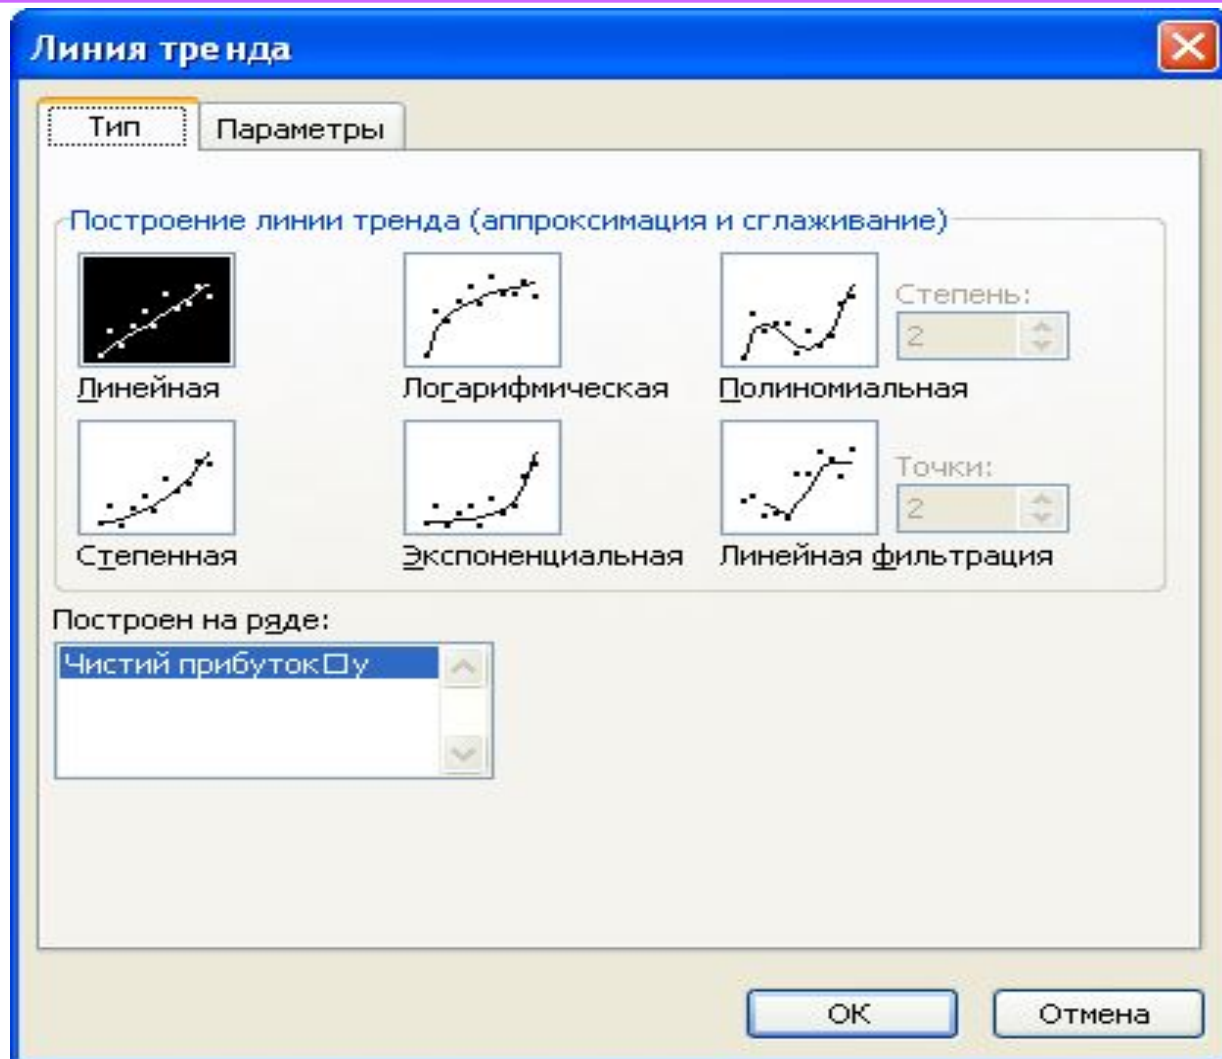 Линия тренда
Тип Параметры
Построение линии тренда (аппроксимация и сглаживание)
Степень:
2
Линейная Логарифмическая Полиномиальная
Точки:
2
Степенная Экспоненциальная Линейная фильтрация
Построен на ряде:
Чистий прибуток□у
ОК Отмена